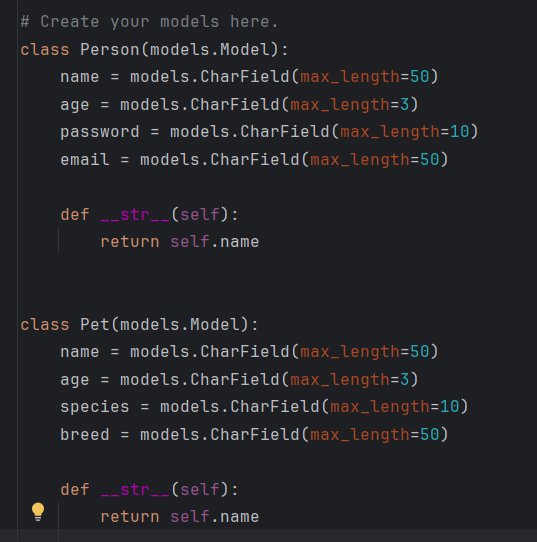 # Create your models here.
class Person(models.Model):
    name = models.CharField(max_length=50)
    age = models.CharField(max_length=3)
    password = models.CharField(max_length=10)
    email = models.CharField(max_length=50)

    def __str__(self):
        return self.name


class Pet(models.Model):
    name = models.CharField(max_length=50)
    age = models.CharField(max_length=3)
    species = models.CharField(max_length=10)
    breed = models.CharField(max_length=50)

    def __str__(self):
        return self.name